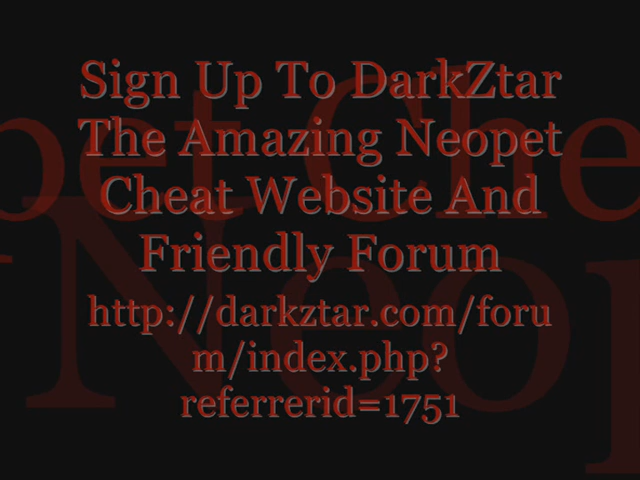 Sign Up To DarkZtar
The Amazing Neopet
Cheat Website And
Friendly Forum
http://darkztar.com/foru
m/index.php?
referrerid=1751